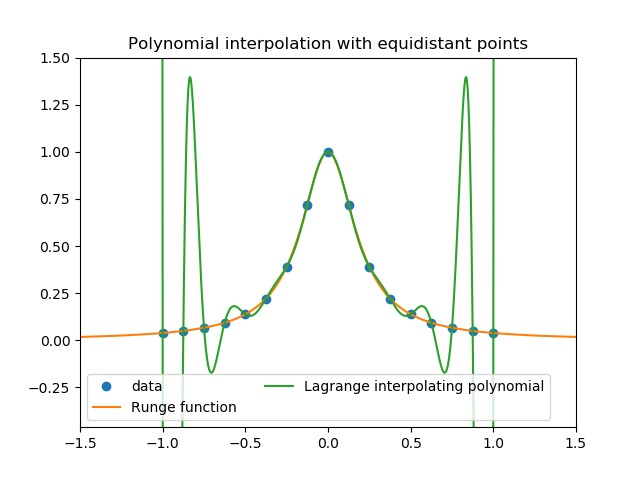 Polynomial interpolation with equidistant points
1.50
1.25
1.00
0.75
0.50
0.25
0.00
−0.25
data
Lagrange interpolating polynomial
Runge function
−1.5 −1.0 −0.5 0.0 0.5 1.0 1.5